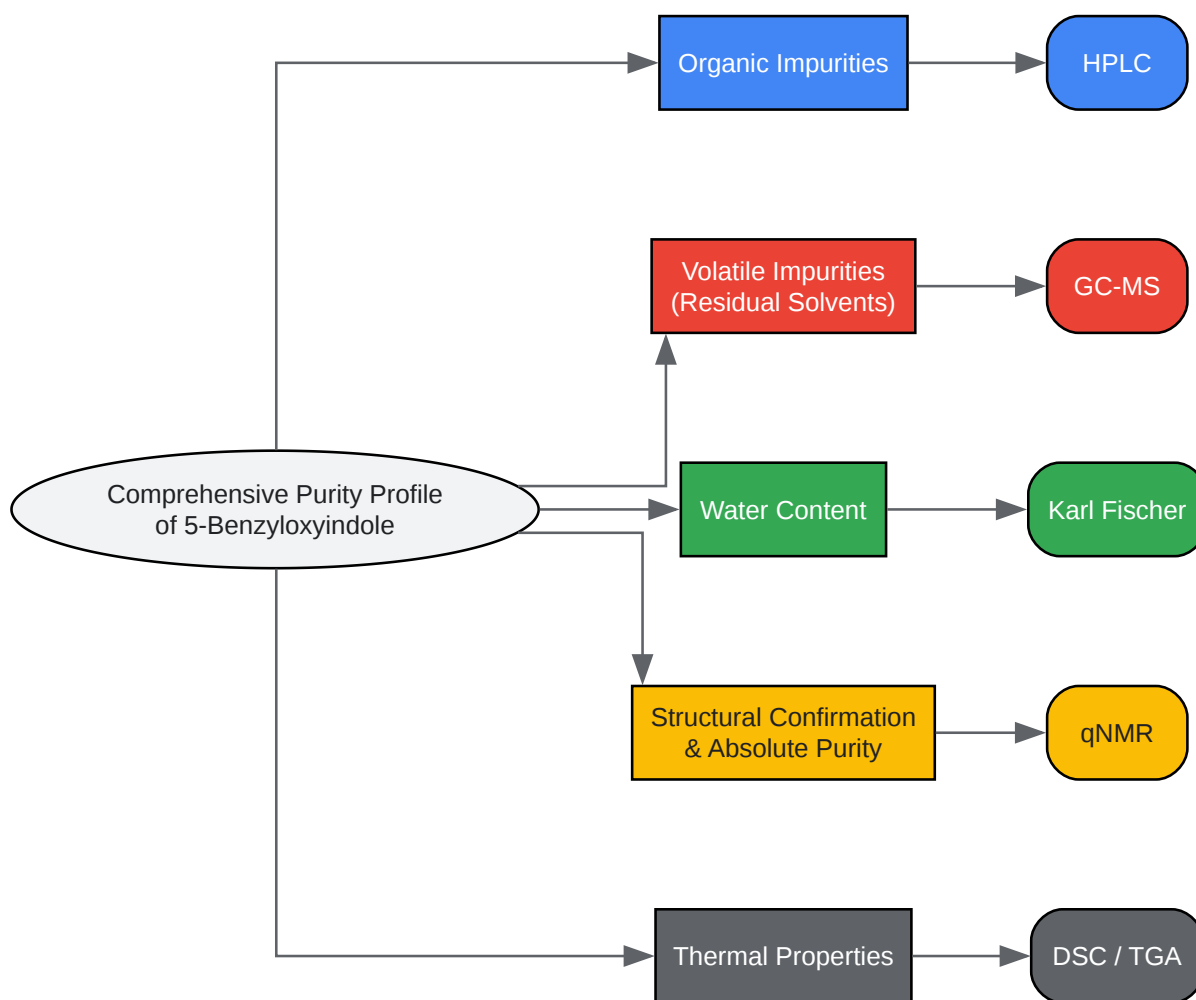 Organic Impurities
HPLC
Volatile Impurities
(Residual Solvents)
GC-MS
Comprehensive Purity Profile
of 5-Benzyloxyindole
Water Content
Karl Fischer
Structural Confirmation
& Absolute Purity
qNMR
Thermal Properties
DSC / TGA